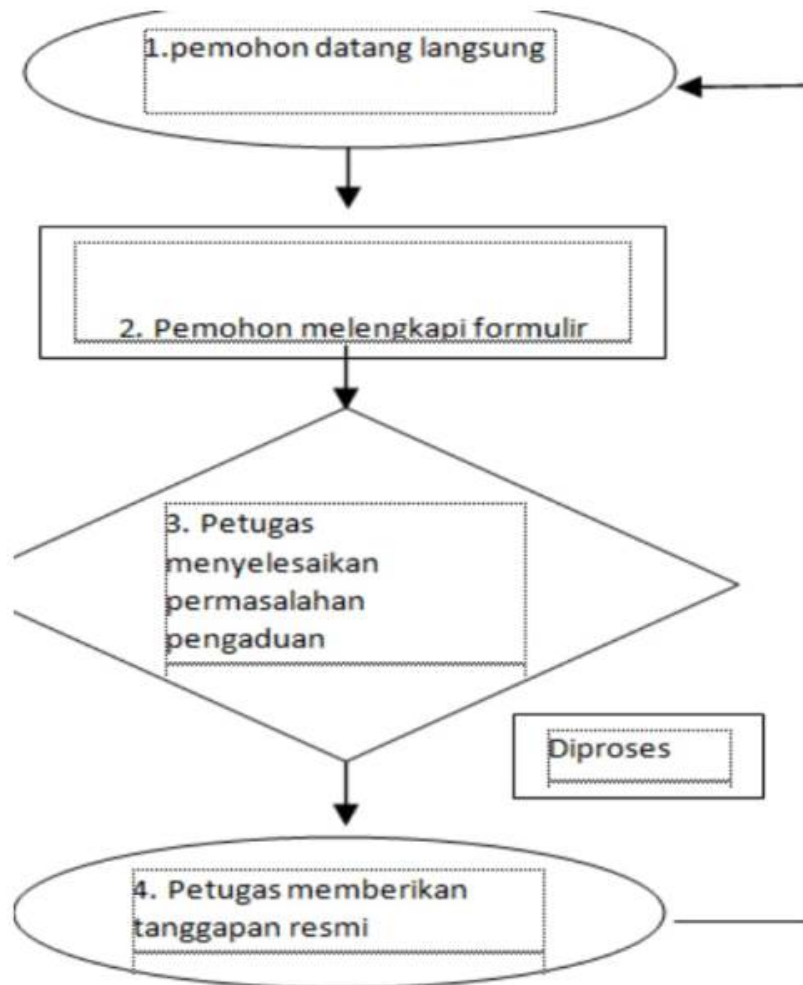 1.pemohon datang langsung
2. Pemohon melengkapi formulir
3. Petugas
menyelesaikan
permasalahan
pengaduan
Diproses
4. Petugas memberikan
tanggapan resmi